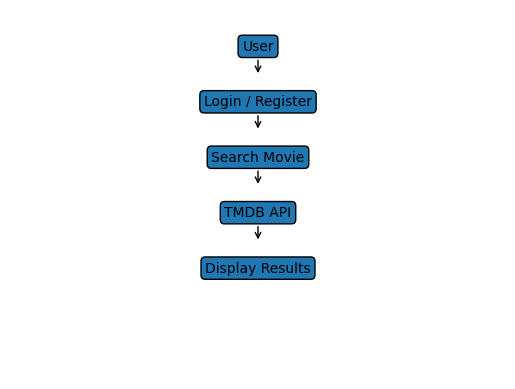 User
Login / Register
Search Movie
TMDB API
Display Results